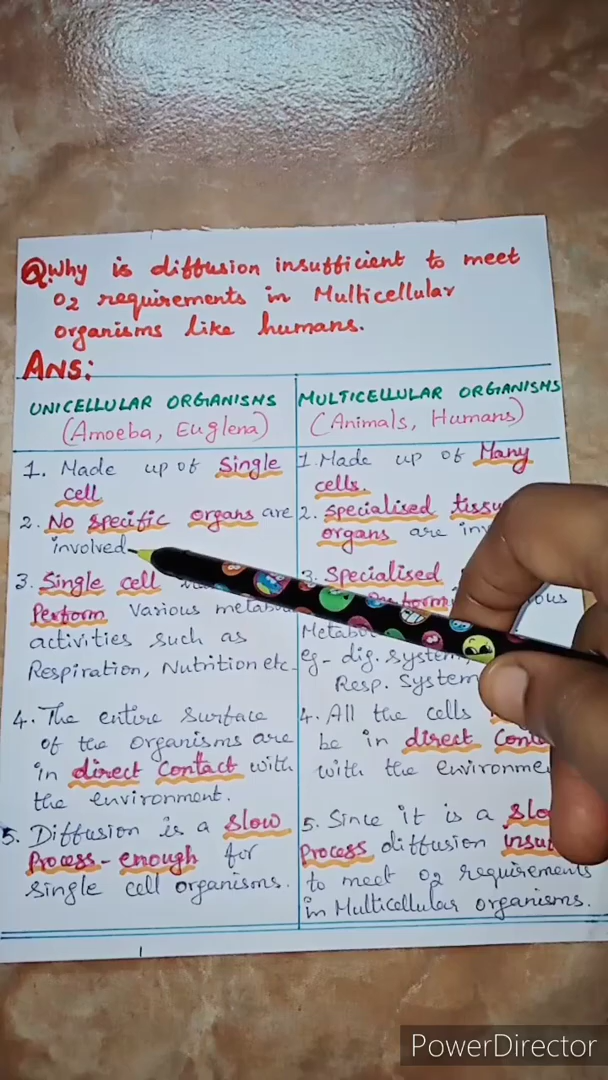 Q. Why is diffusion insufficient to meet
O2 requirements in Multicellular
organisms like humans.
Ans:
UNICELLULAR ORGANISMS
(Amoeba, Euglena)
1. Made up of Single
cell
2. No specific organs are
involved
3. Single cell
Perform various
activities such as
Respiration, Nutrition etc.
4. The entire surface
of the organisms are
in direct contact with
the environment.
5. Diffusion is a slow
Process - enough for
single cell organisms.
MULTICELLULAR ORGANISMS
(Animals, Humans)
1. Made up of Many
cells.
2. specialised
organs are
3. Specialised
eg- dig. system,
Resp. System
4. All the cells
be in direct
with the
5. Since it is a
Process diffusion
to meet O2 requirements
in Multicellular organisms.
PowerDirector